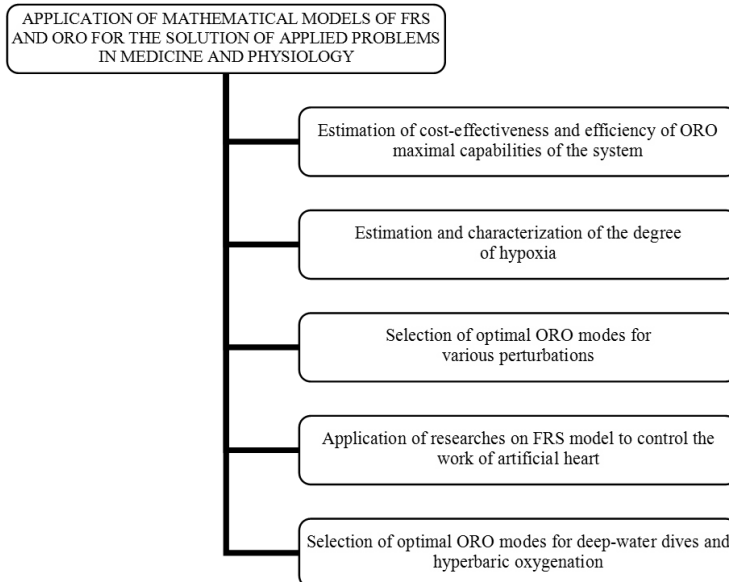 APPLICATION OF MATHEMATICAL MODELS OF FRS
AND ORO FOR THE SOLUTION OF APPLIED PROBLEMS
IN MEDICINE AND PHYSIOLOGY
Estimation of cost-effectiveness and efficiency of ORO
maximal capabilities of the system
Estimation and characterization of the degree
of hypoxia
Selection of optimal ORO modes for
various perturbations
Application of researches on FRS model to control the
work of artificial heart
Selection of optimal ORO modes for deep-water dives and
hyperbaric oxygenation